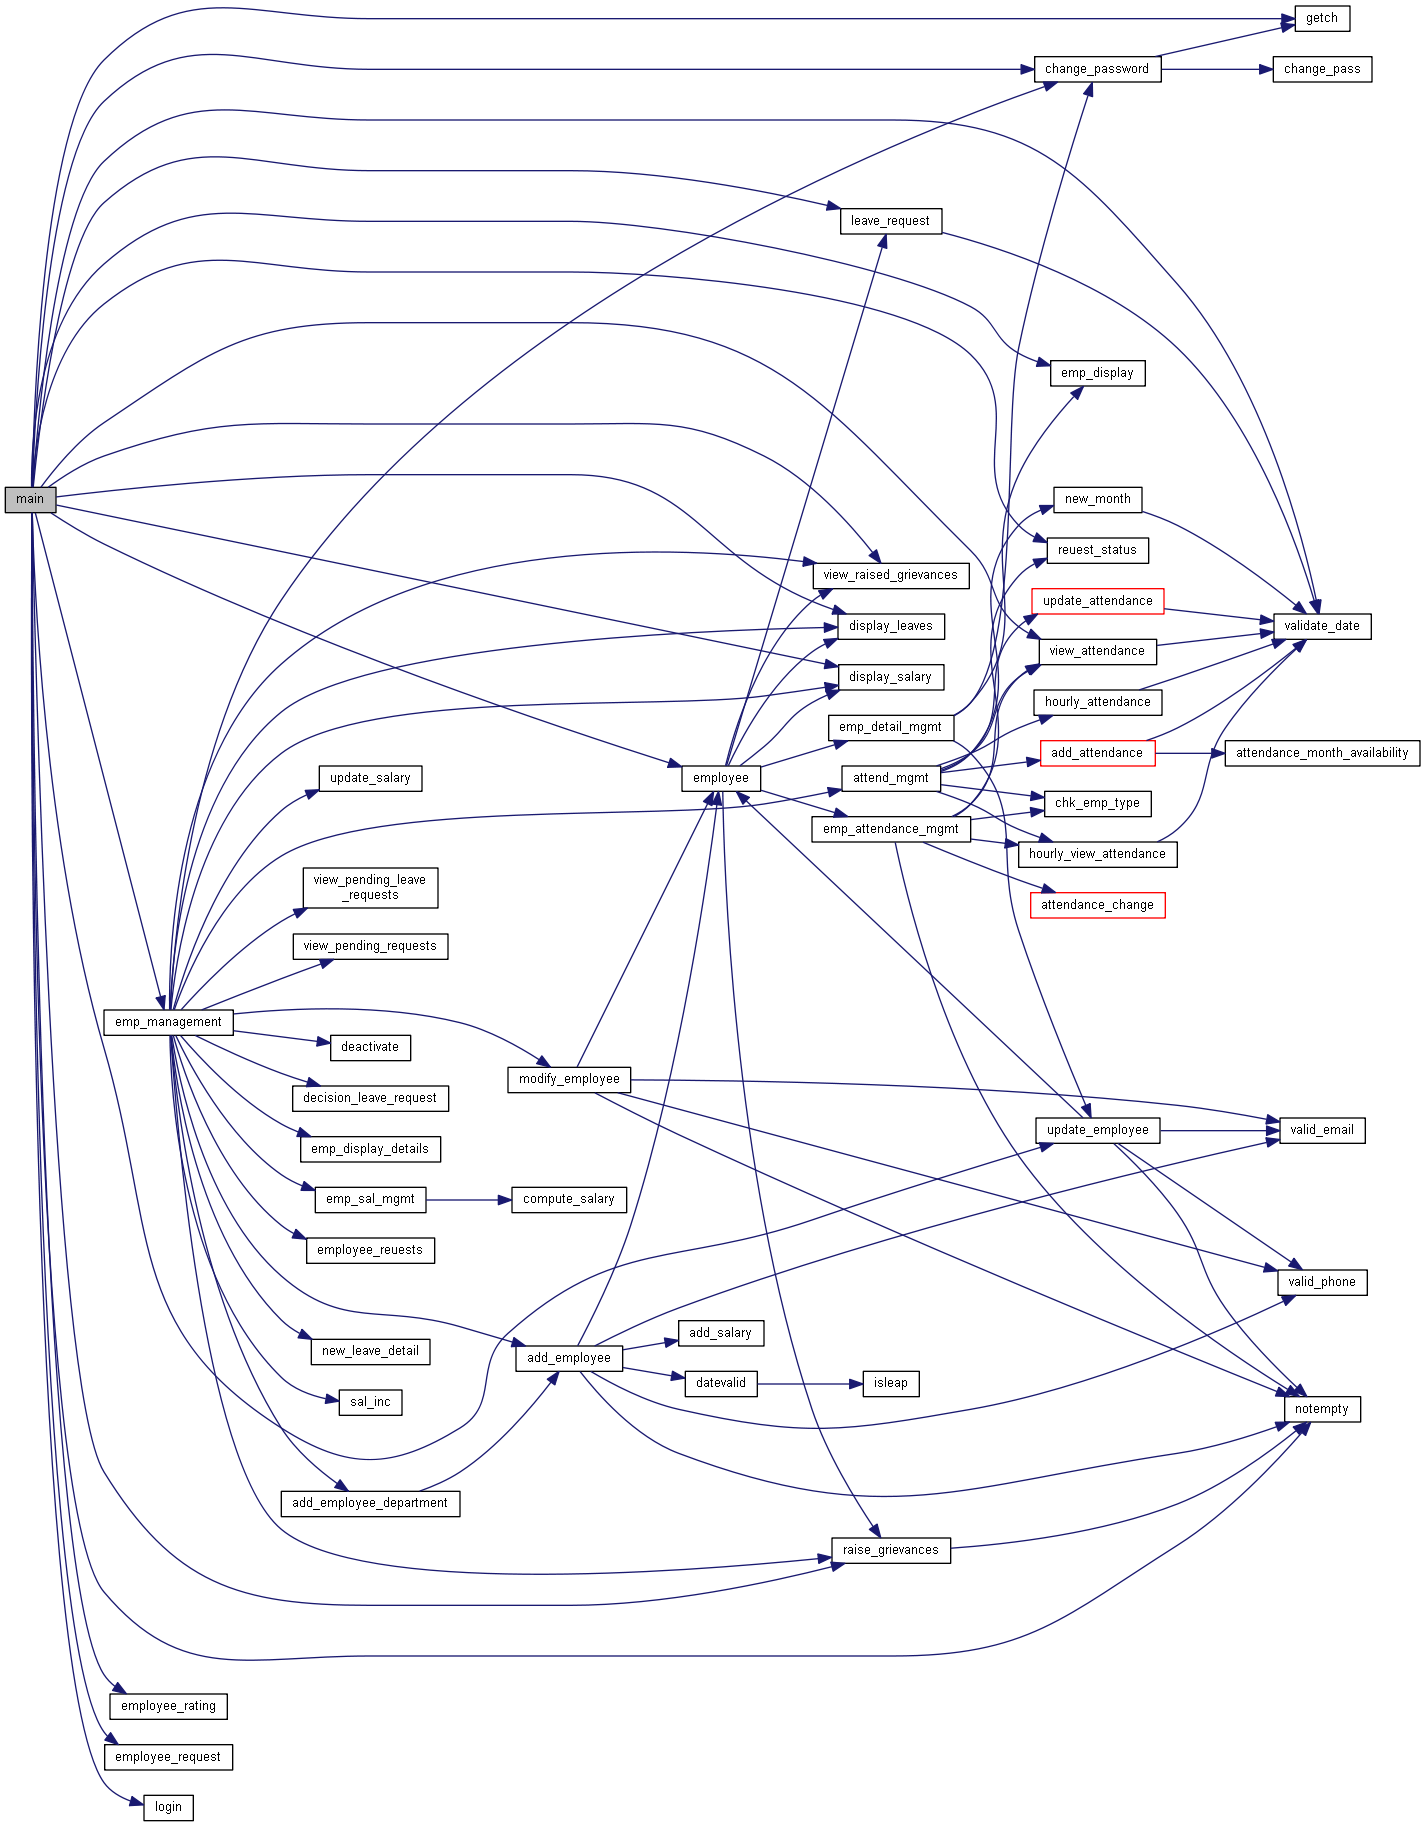 getch
change_password
change_pass
leave_request
emp_display
main
new_month
reuest_status
view_raised_grievances
update_attendance
display_leaves
validate_date
view_attendance
display_salary
hourly_attendance
emp_detail_mgmt
add_attendance
attendance_month_availability
update_salary
employee
attend_mgmt
chk_emp_type
emp_attendance_mgmt
hourly_view_attendance
view_pending_leave
_requests
attendance_change
view_pending_requests
emp_management
deactivate
modify_employee
decision_leave_request
update_employee
valid_email
emp_display_details
emp_sal_mgmt
compute_salary
employee_reuests
valid_phone
add_salary
new_leave_detail
add_employee
datevalid
isleap
sal_inc
notempty
add_employee_department
raise_grievances
employee_rating
employee_request
login